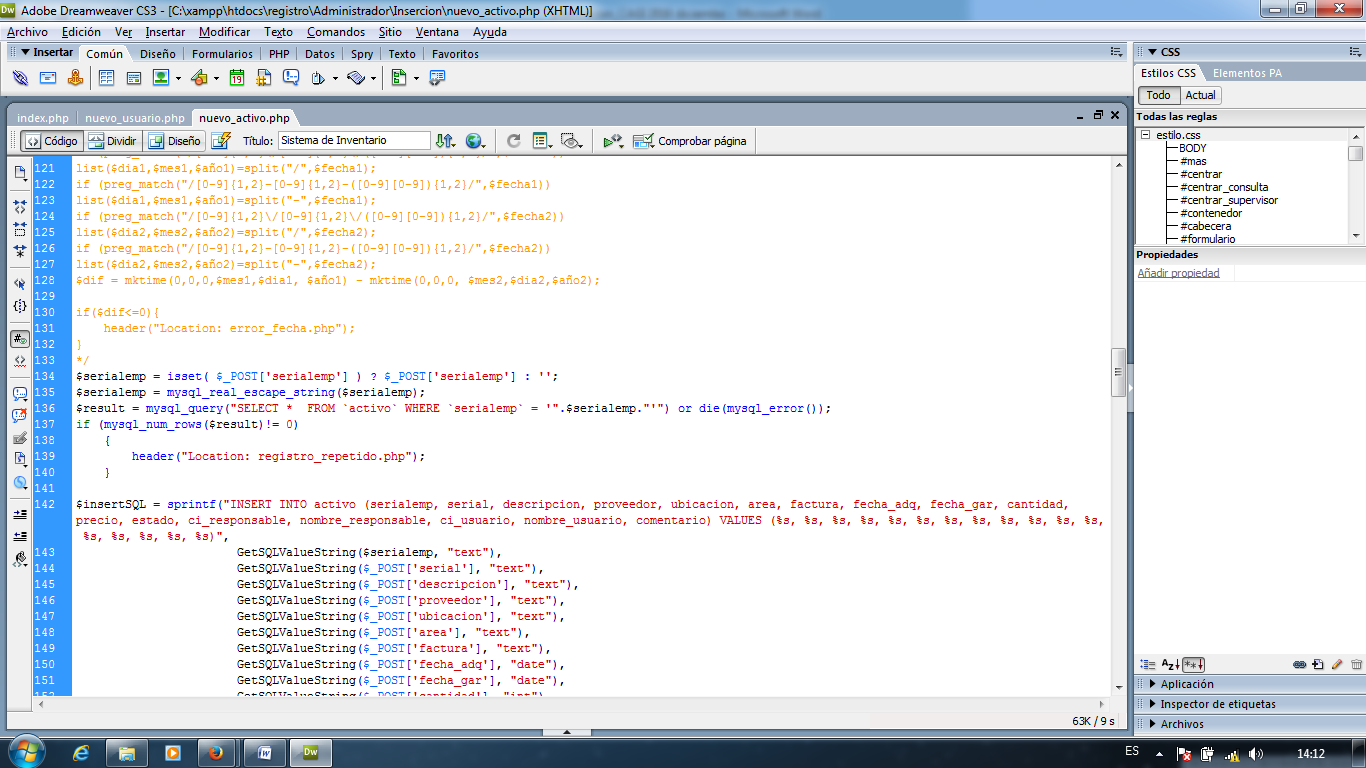 Adobe Dreamweaver CS3 - [C:\xampp\htdocs\registro\Administrador\Insercion\nuevo_activo.php (XHTML)]
Archivo Edición Ver Insertar Modificar Texto Comandos Sitio Ventana Ayuda
Insertar Común Diseño Formularios PHP Datos Spry Texto Favoritos
index.php nuevo_usuario.php nuevo_activo.php
Código Dividir Diseño Título: Sistema de Inventario Comprobar página
121 list($dia1,$mes1,$año1)=split("/",$fecha1);
122 if (preg_match("/[0-9]{1,2}-[0-9]{1,2}-([0-9][0-9]){1,2}/",$fecha1))
123 list($dia1,$mes1,$año1)=split("-",$fecha1);
124 if (preg_match("/[0-9]{1,2}\/[0-9]{1,2}\/([0-9][0-9]){1,2}/",$fecha2))
125 list($dia2,$mes2,$año2)=split("/",$fecha2);
126 if (preg_match("/[0-9]{1,2}-[0-9]{1,2}-([0-9][0-9]){1,2}/",$fecha2))
127 list($dia2,$mes2,$año2)=split("-",$fecha2);
128 $dif = mktime(0,0,0,$mes1,$dia1, $año1) - mktime(0,0,0, $mes2,$dia2,$año2);
129
130 if($dif<=0){
131 header("Location: error_fecha.php");
132 }
133 */
134 $serialemp = isset( $_POST['serialemp'] ) ? $_POST['serialemp'] : '';
135 $serialemp = mysql_real_escape_string($serialemp);
136 $result = mysql_query("SELECT *  FROM `activo` WHERE `serialemp` = '".$serialemp."'") or die(mysql_error());
137 if (mysql_num_rows($result)!= 0)
138 {
139 header("Location: registro_repetido.php");
140 }
141
142 $insertSQL = sprintf("INSERT INTO activo (serialemp, serial, descripcion, proveedor, ubicacion, area, factura, fecha_adq, fecha_gar, cantidad,
precio, estado, ci_responsable, nombre_responsable, ci_usuario, nombre_usuario, comentario) VALUES (%s, %s, %s, %s, %s, %s, %s, %s, %s, %s, %s, %s,
%s, %s, %s, %s, %s)",
143 GetSQLValueString($serialemp, "text"),
144 GetSQLValueString($_POST['serial'], "text"),
145 GetSQLValueString($_POST['descripcion'], "text"),
146 GetSQLValueString($_POST['proveedor'], "text"),
147 GetSQLValueString($_POST['ubicacion'], "text"),
148 GetSQLValueString($_POST['area'], "text"),
149 GetSQLValueString($_POST['factura'], "text"),
150 GetSQLValueString($_POST['fecha_adq'], "date"),
151 GetSQLValueString($_POST['fecha_gar'], "date"),
152 GetSQLValueString($_POST['cantidad'], "int"),
63K / 9 s
CSS
Estilos CSS Elementos PA
Todo Actual
Todas las reglas
estilo.css
BODY
#mas
#centrar
#centrar_consulta
#centrar_supervisor
#contenedor
#cabecera
#formulario
Propiedades
Añadir propiedad
Aplicación
Inspector de etiquetas
Archivos
ES 14:12